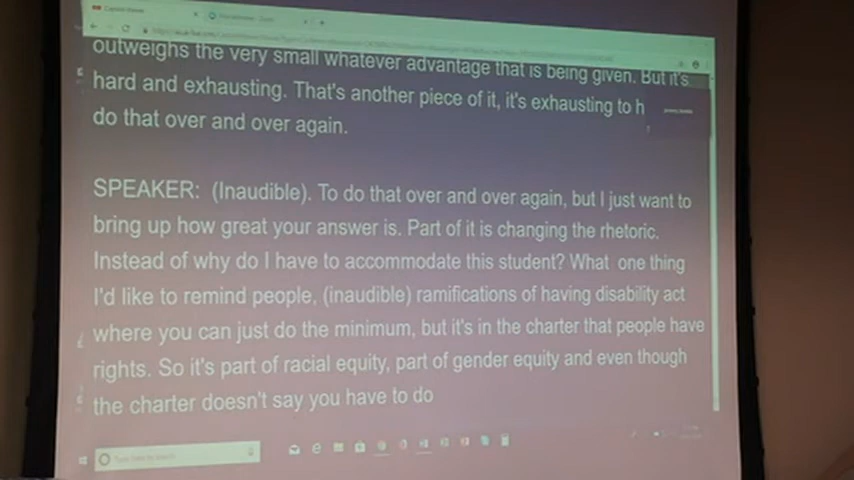 outweighs the very small whatever advantage that is being given. But it's
hard and exhausting. That's another piece of it, it's exhausting to h
do that over and over again.
SPEAKER: (Inaudible). To do that over and over again, but I just want to
bring up how great your answer is. Part of it is changing the rhetoric.
Instead of why do I have to accommodate this student? What one thing
I'd like to remind people, (inaudible) ramifications of having disability act
where you can just do the minimum, but it's in the charter that people have
rights. So it's part of racial equity, part of gender equity and even though
the charter doesn't say you have to do
Type here to search